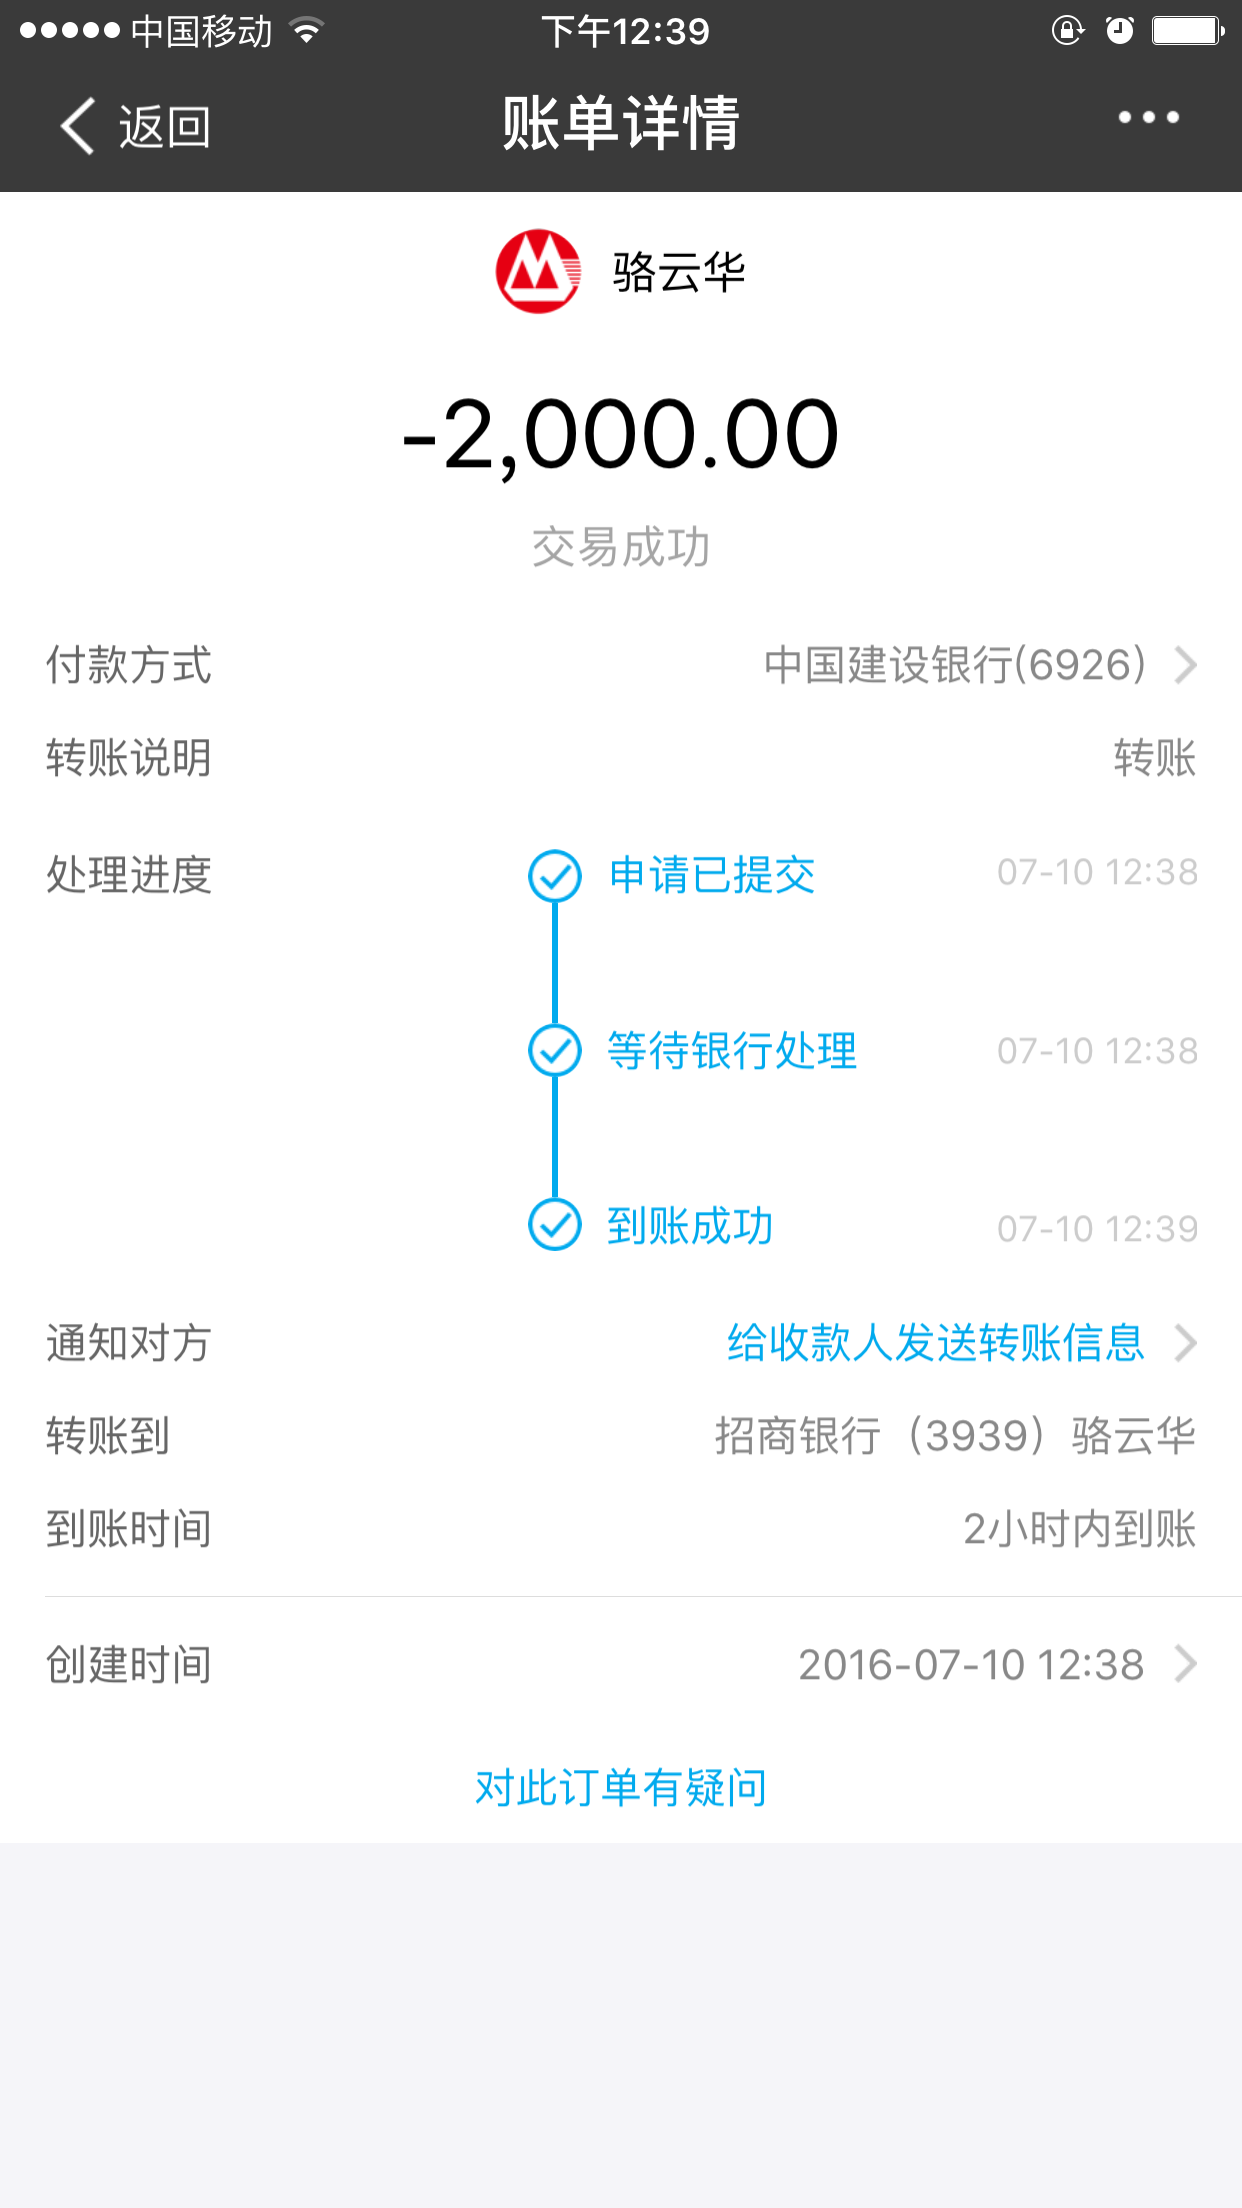 中国移动 下午12:39
返回 账单详情
骆云华
-2,000.00
交易成功
付款方式 中国建设银行(6926)
转账说明 转账
处理进度 申请已提交 07-10 12:38
等待银行处理 07-10 12:38
到账成功 07-10 12:39
通知对方 给收款人发送转账信息
转账到 招商银行（3939）骆云华
到账时间 2小时内到账
创建时间 2016-07-10 12:38
对此订单有疑问